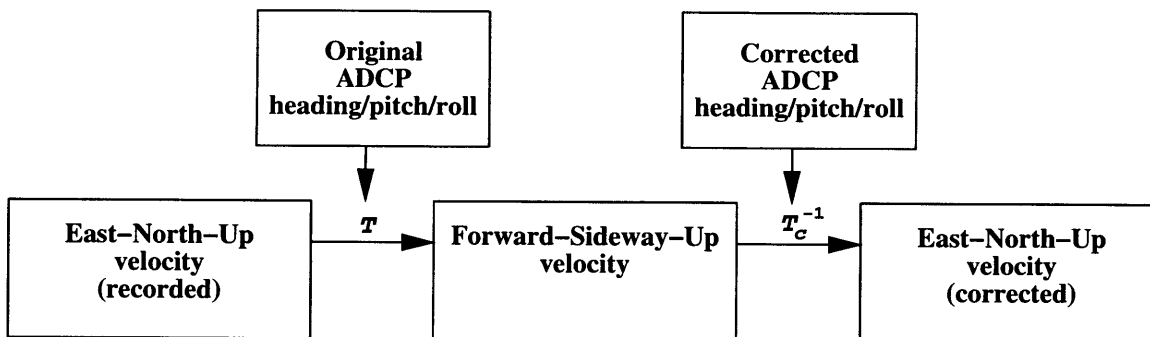 Original
ADCP
heading/pitch/roll
Corrected
ADCP
heading/pitch/roll
East−North−Up
velocity
(recorded)
T
Forward−Sideway−Up
velocity
T_c^{-1}
East−North−Up
velocity
(corrected)